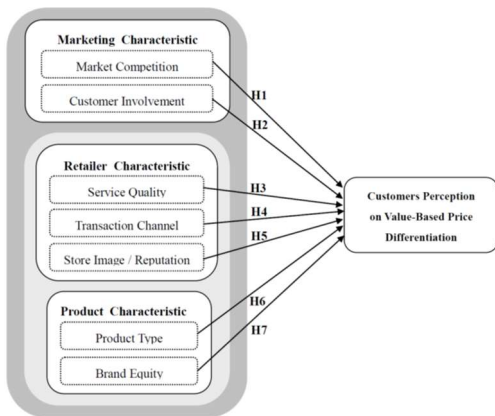 Marketing Characteristic
Market Competition
Customer Involvement
H1
H2
Retailer Characteristic
Service Quality
Transaction Channel
Store Image / Reputation
H3
H4
H5
Customers Perception
on Value-Based Price
Differentiation
Product Characteristic
Product Type
Brand Equity
H6
H7